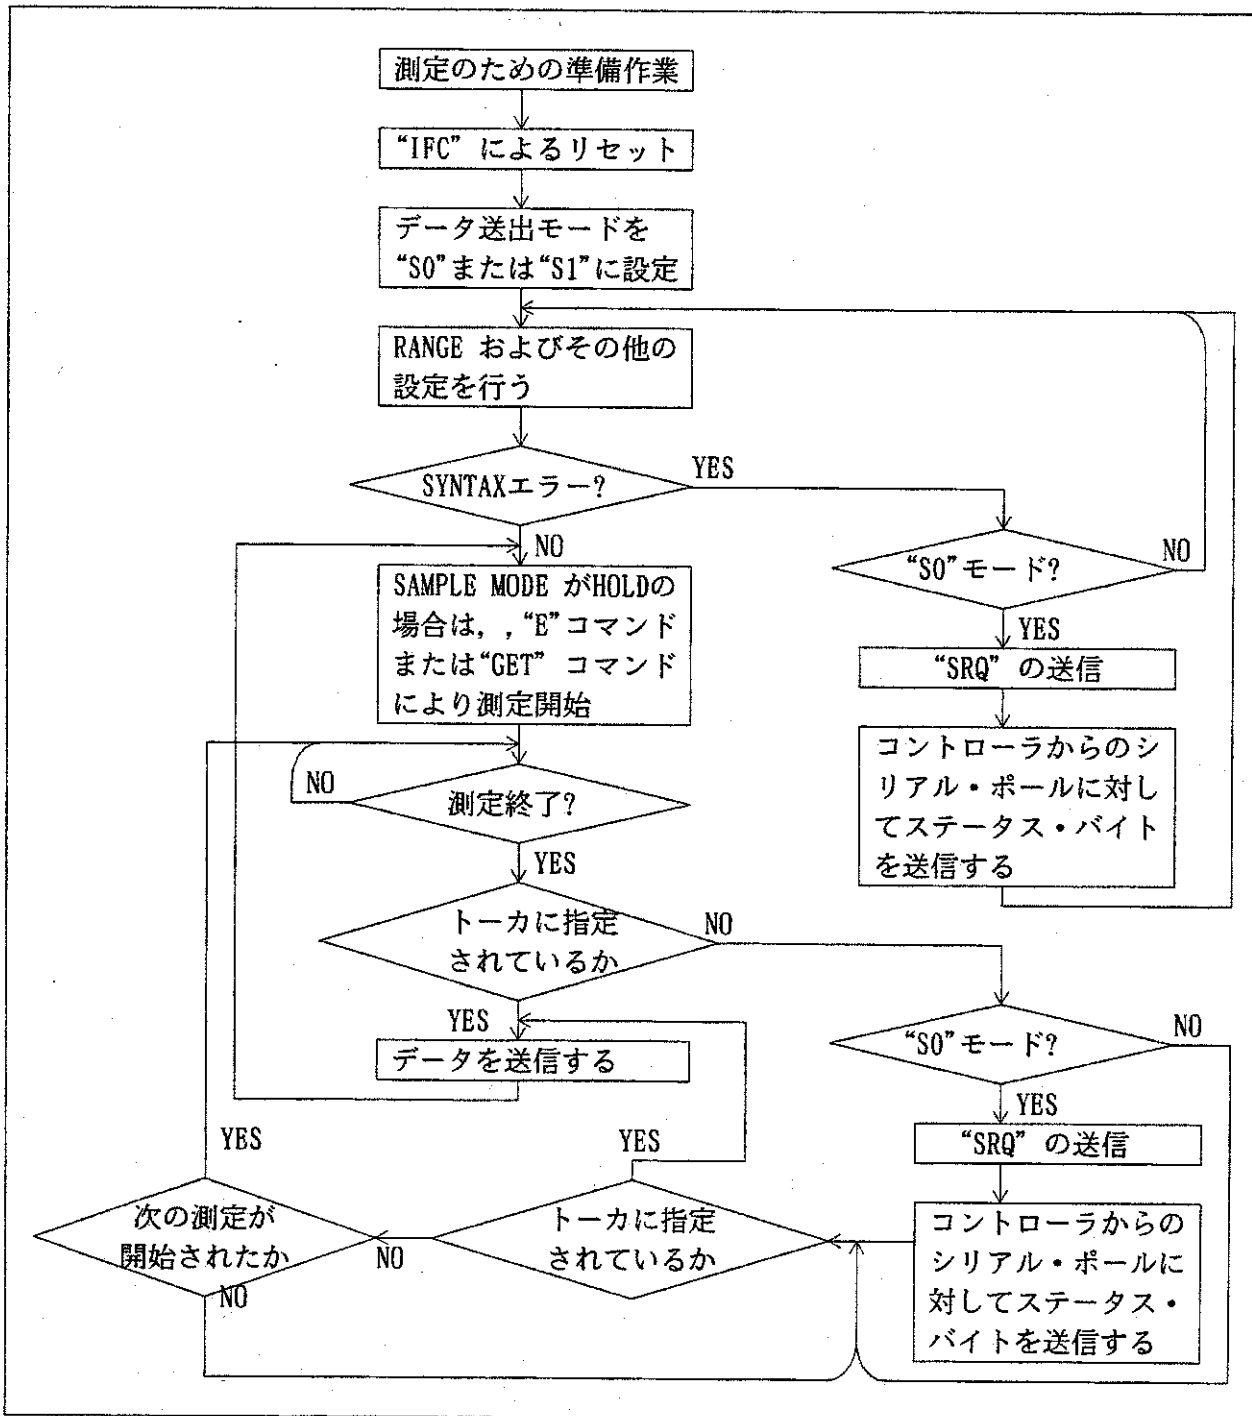 測定のための準備作業
“IFC” によるリセット
データ送出モードを
“S0”または“S1”に設定
RANGE およびその他の
設定を行う
SYNTAXエラー?
YES
NO
“S0”モード?
NO
YES
“SRQ” の送信
コントローラからのシ
リアル・ポールに対し
てステータス・バイト
を送信する
SAMPLE MODE がHOLDの
場合は, ,“E”コマンド
または“GET” コマンド
により測定開始
測定終了?
NO
YES
トーカに指定
されているか
NO
YES
データを送信する
“S0”モード?
NO
YES
“SRQ” の送信
コントローラからの
シリアル・ポールに
対してステータス・
バイトを送信する
トーカに指定
されているか
YES
NO
次の測定が
開始されたか
YES
NO